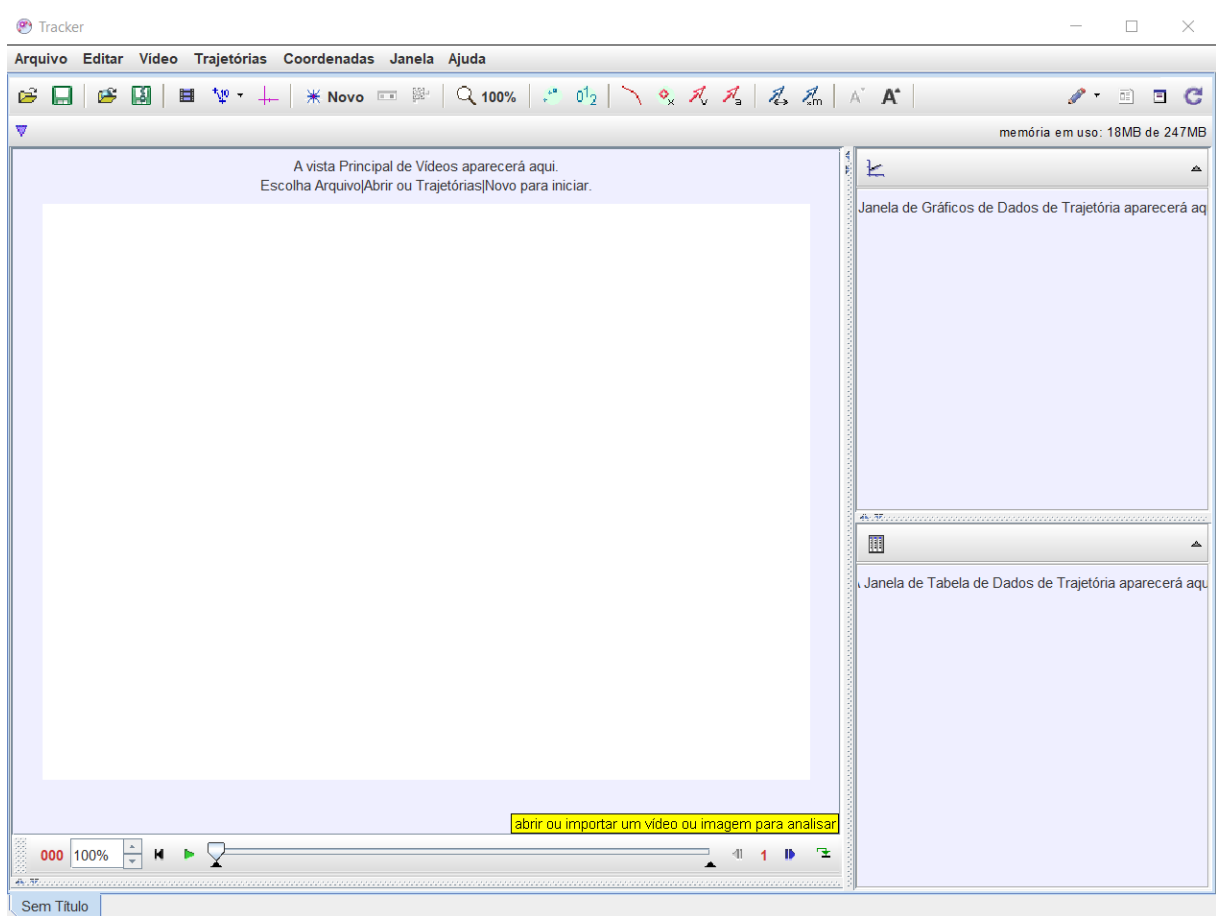 Tracker
Arquivo Editar Vídeo Trajetórias Coordenadas Janela Ajuda
Novo 100%
memória em uso: 18MB de 247MB
A vista Principal de Vídeos aparecerá aqui.
Escolha Arquivo|Abrir ou Trajetórias|Novo para iniciar.
Janela de Gráficos de Dados de Trajetória aparecerá aq
Janela de Tabela de Dados de Trajetória aparecerá aqu
abrir ou importar um vídeo ou imagem para analisar
000 100% 1
Sem Título